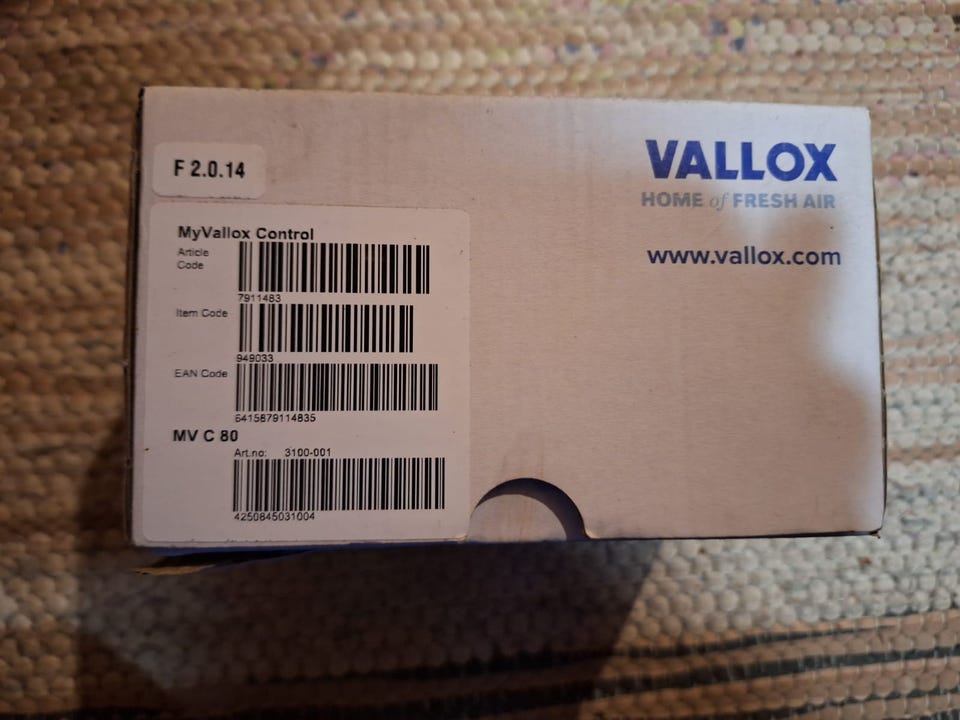 F 2.0.14
MyVallox Control
Article
Code
7911483
Item Code
949033
EAN Code
6415879114835
MV C 80
Art.no: 3100-001
4250845031004
VALLOX
HOME of FRESH AIR
www.vallox.com